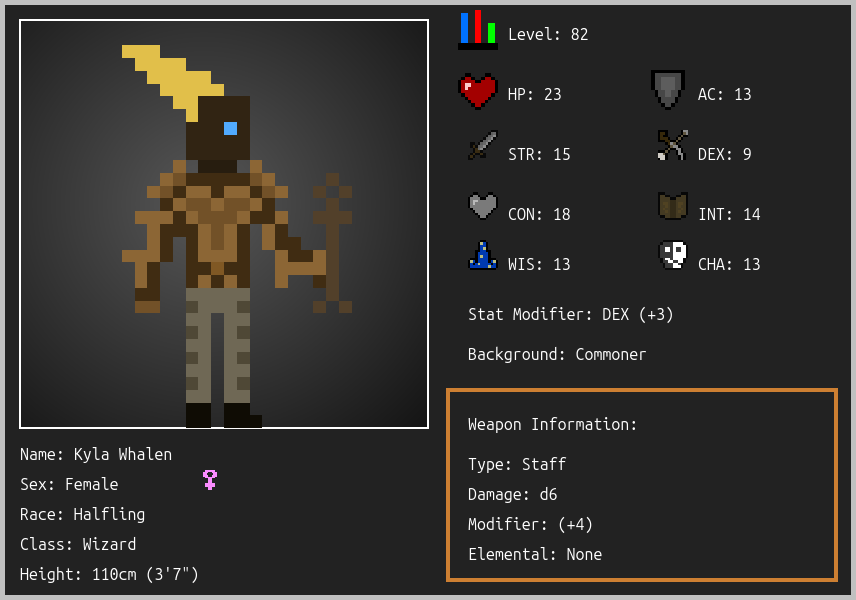 Level: 82
HP: 23
AC: 13
STR: 15
DEX: 9
CON: 18
INT: 14
WIS: 13
CHA: 13
Stat Modifier: DEX (+3)
Background: Commoner
Weapon Information:
Type: Staff
Damage: d6
Modifier: (+4)
Elemental: None
Name: Kyla Whalen
Sex: Female
Race: Halfling
Class: Wizard
Height: 110cm (3'7")